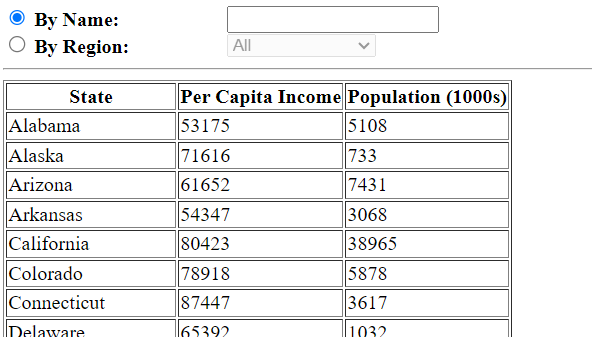 By Name:
By Region: All
State Per Capita Income Population (1000s)
Alabama 53175 5108
Alaska 71616 733
Arizona 61652 7431
Arkansas 54347 3068
California 80423 38965
Colorado 78918 5878
Connecticut 87447 3617
Delaware 65392 1032